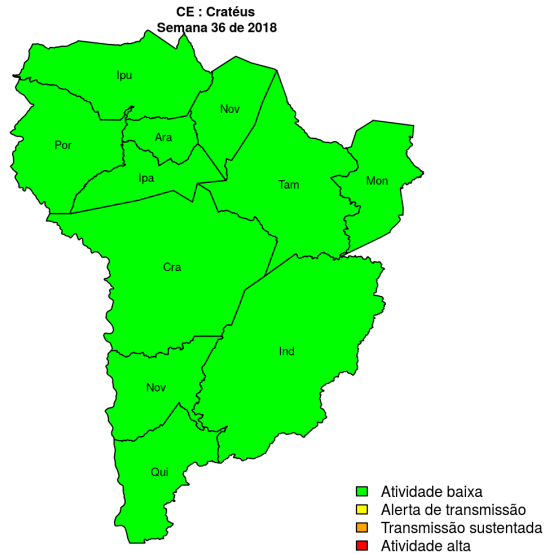 CE : Cratéus
Semana 36 de 2018
Ipu
Nov
Ara
Por
Ipa
Mon
Tam
Cra
Ind
Nov
Qui
Atividade baixa
Alerta de transmissão
Transmissão sustentada
Atividade alta